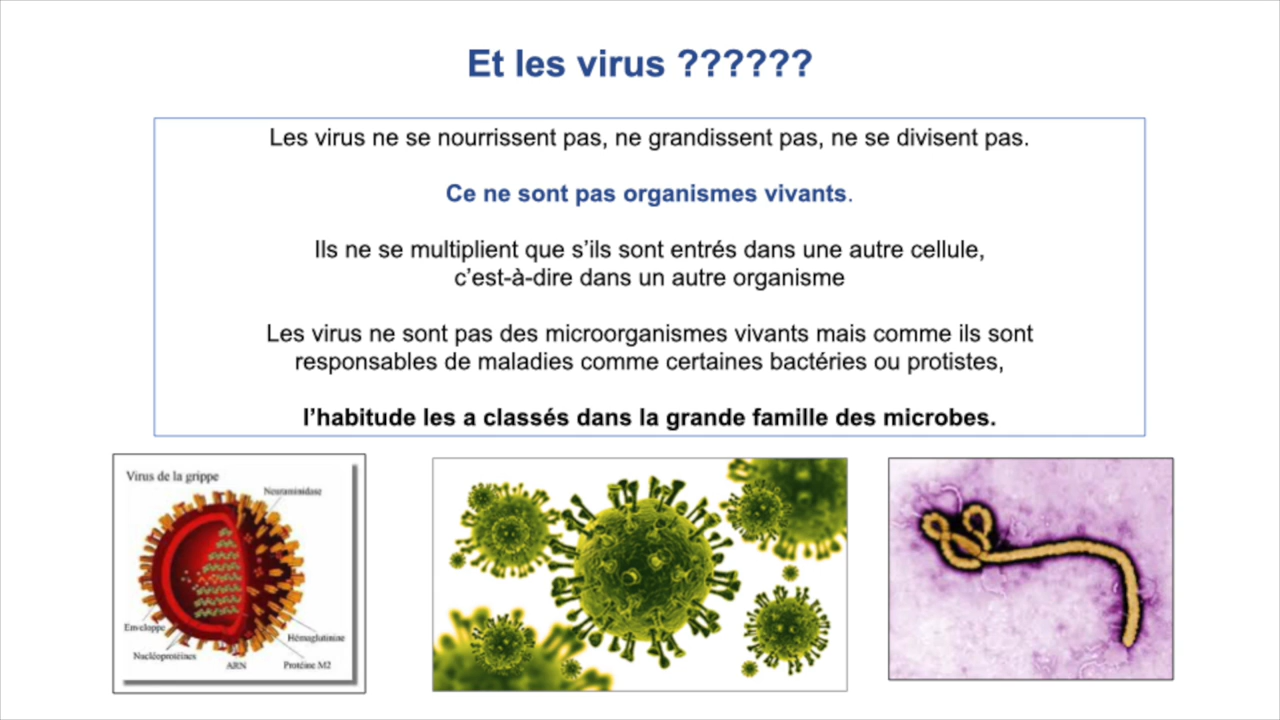 Et les virus ??????
Les virus ne se nourrissent pas, ne grandissent pas, ne se divisent pas.
Ce ne sont pas organismes vivants.
Ils ne se multiplient que s’ils sont entrés dans une autre cellule,
c’est-à-dire dans un autre organisme
Les virus ne sont pas des microorganismes vivants mais comme ils sont
responsables de maladies comme certaines bactéries ou protistes,
l’habitude les a classés dans la grande famille des microbes.
Virus de la grippe
Neuraminidase
Enveloppe
Hémaglutinine
Nucléoproteines
ARN
Protéine M2